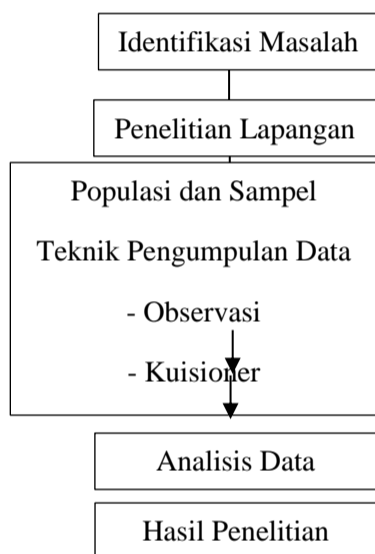 Identifikasi Masalah
Penelitian Lapangan
Populasi dan Sampel
Teknik Pengumpulan Data
- Observasi
- Kuisioner
Analisis Data
Hasil Penelitian